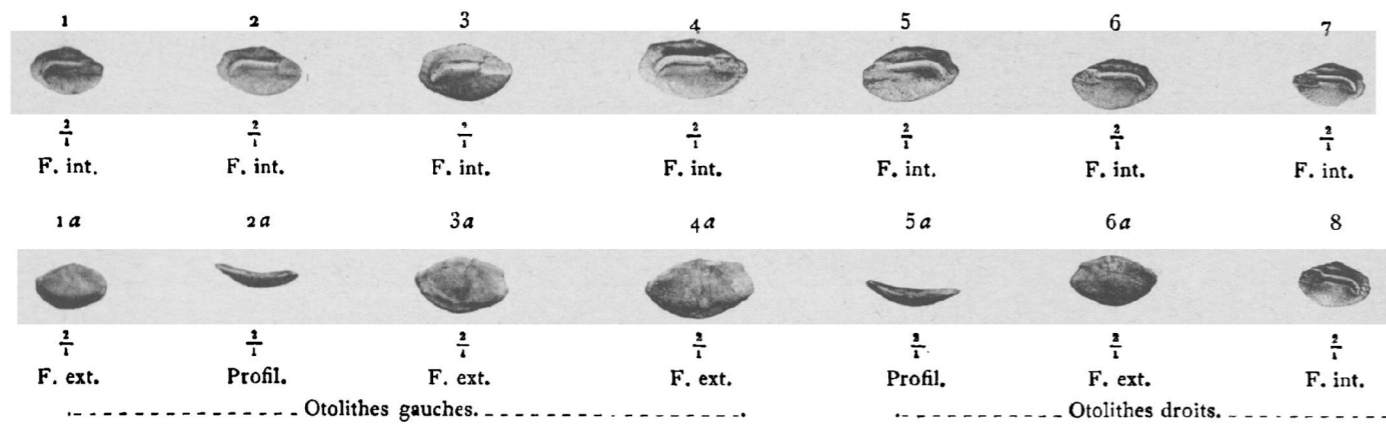 1 2 3 4 5 6 7
2/1 2/1 2/1 2/1 2/1 2/1 2/1
F. int. F. int. F. int. F. int. F. int. F. int. F. int.
1a 2a 3a 4a 5a 6a 8
2/1 2/1 2/1 2/1 2/1 2/1 2/1
F. ext. Profil. F. ext. F. ext. Profil. F. ext. F. int.
Otolithes gauches. Otolithes droits.